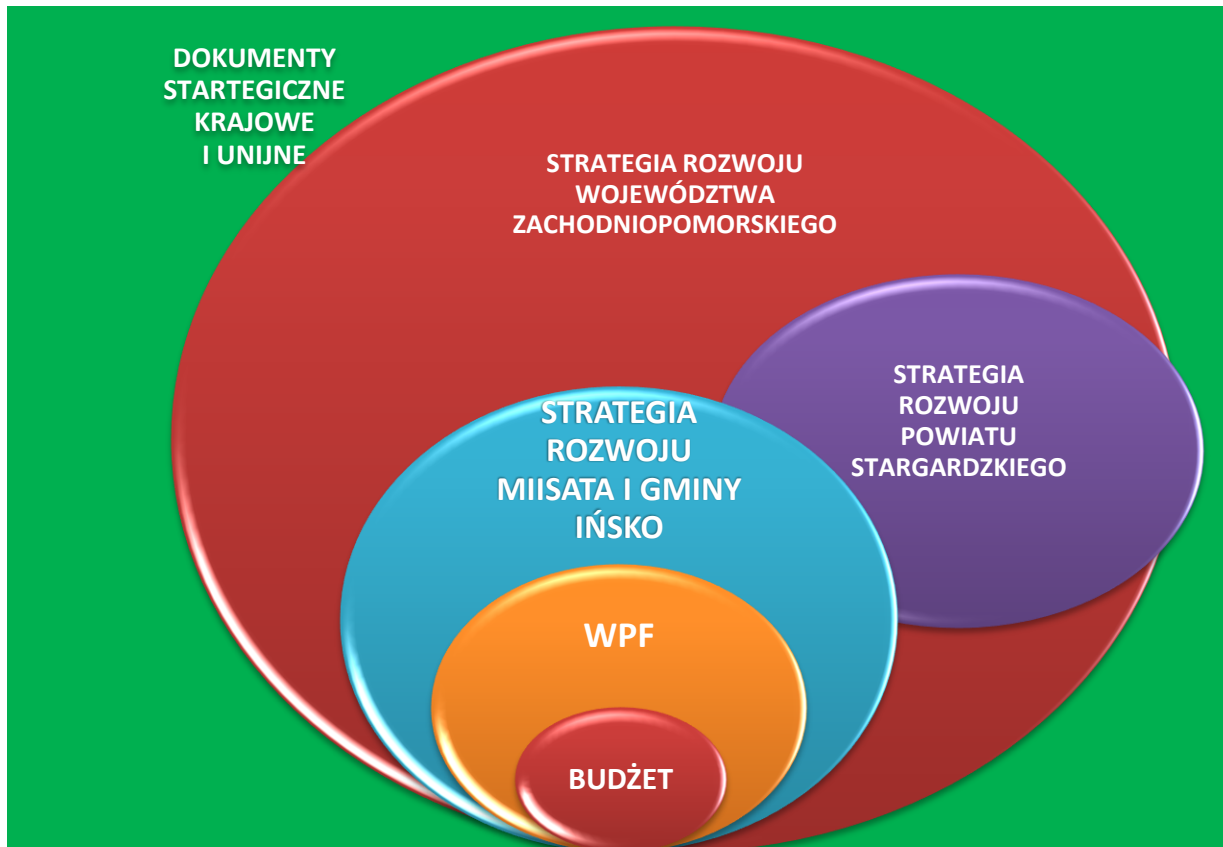 DOKUMENTY
STARTEGICZNE
KRAJOWE
I UNIJNE
STRATEGIA ROZWOJU
WOJEWÓDZTWA
ZACHODNIOPOMORSKIEGO
STRATEGIA
ROZWOJU
POWIATU
STARGARDZKIEGO
STRATEGIA
ROZWOJU
MIISATA I GMINY
IŃSKO
WPF
BUDŻET